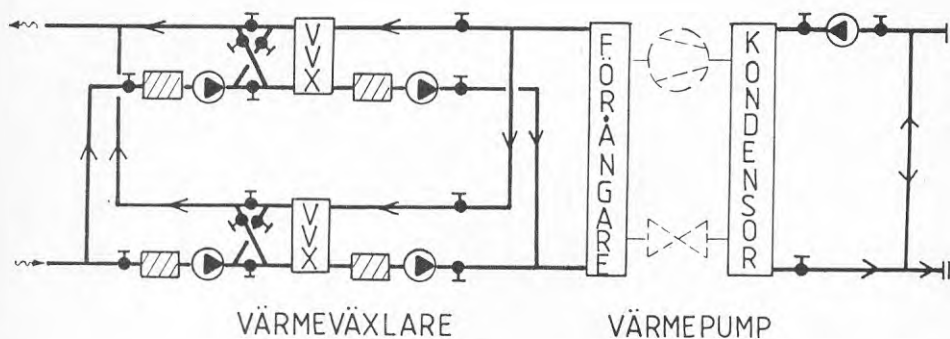 VVX
FÖRÅNGARE
KONDENSOR
VVX
VÄRMEVÄXLARE
VÄRMEPUMP